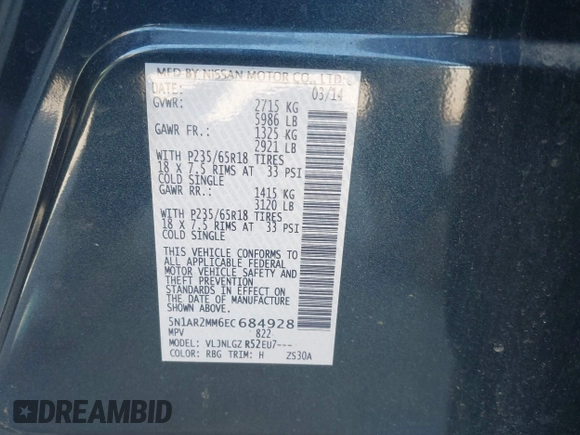 MFD BY NISSAN MOTOR CO., LTD.
DATE: 03/14
GVWR: 2715 KG
5986 LB
GAWR FR.: 1325 KG
2921 LB
WITH P235/65R18 TIRES
18 X 7.5 RIMS AT 33 PSI
COLD SINGLE
GAWR RR.: 1415 KG
3120 LB
WITH P235/65R18 TIRES
18 X 7.5 RIMS AT 33 PSI
COLD SINGLE
THIS VEHICLE CONFORMS TO
ALL APPLICABLE FEDERAL
MOTOR VEHICLE SAFETY AND
AND THEFT PREVENTION
STANDARDS IN EFFECT ON
THE DATE OF MANUFACTURE
SHOWN ABOVE.
5N1AR2MM6EC684928
MPV 822
MODEL: VLJNLGZ R52EU7---
COLOR: RBG TRIM: H ZS30A
DREAMBID